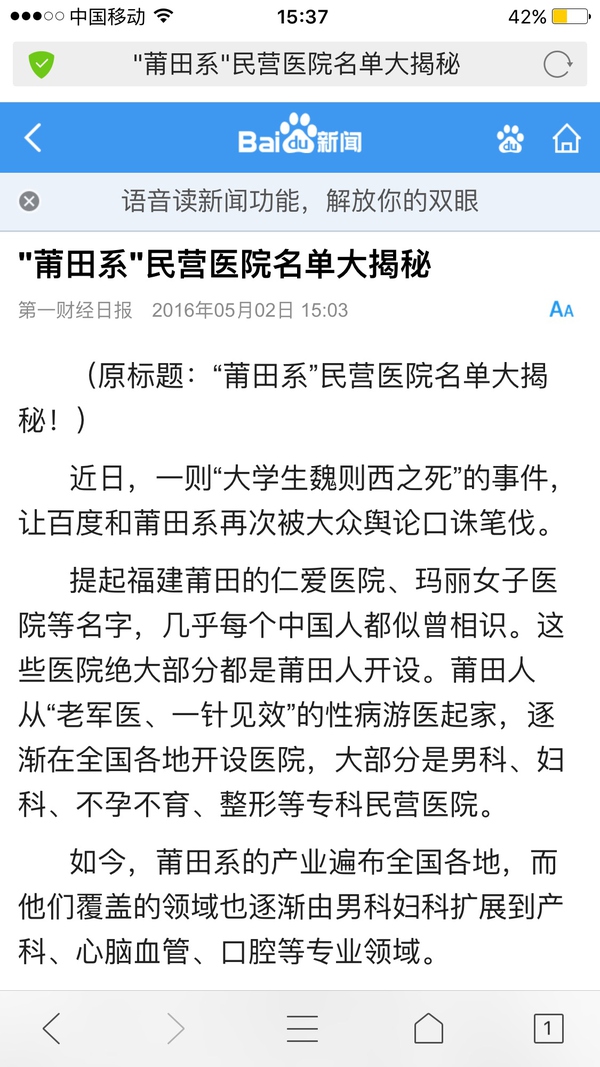 中国移动
15:37
42%
"莆田系"民营医院名单大揭秘
Bai du 新闻
du
语音读新闻功能，解放你的双眼
"莆田系"民营医院名单大揭秘
第一财经日报 2016年05月02日 15:03
AA
（原标题：“莆田系”民营医院名单大揭
秘！）
近日，一则“大学生魏则西之死”的事件，
让百度和莆田系再次被大众舆论口诛笔伐。
提起福建莆田的仁爱医院、玛丽女子医
院等名字，几乎每个中国人都似曾相识。这
些医院绝大部分都是莆田人开设。莆田人
从“老军医、一针见效”的性病游医起家，逐
渐在全国各地开设医院，大部分是男科、妇
科、不孕不育、整形等专科民营医院。
如今，莆田系的产业遍布全国各地，而
他们覆盖的领域也逐渐由男科妇科扩展到产
科、心脑血管、口腔等专业领域。
1